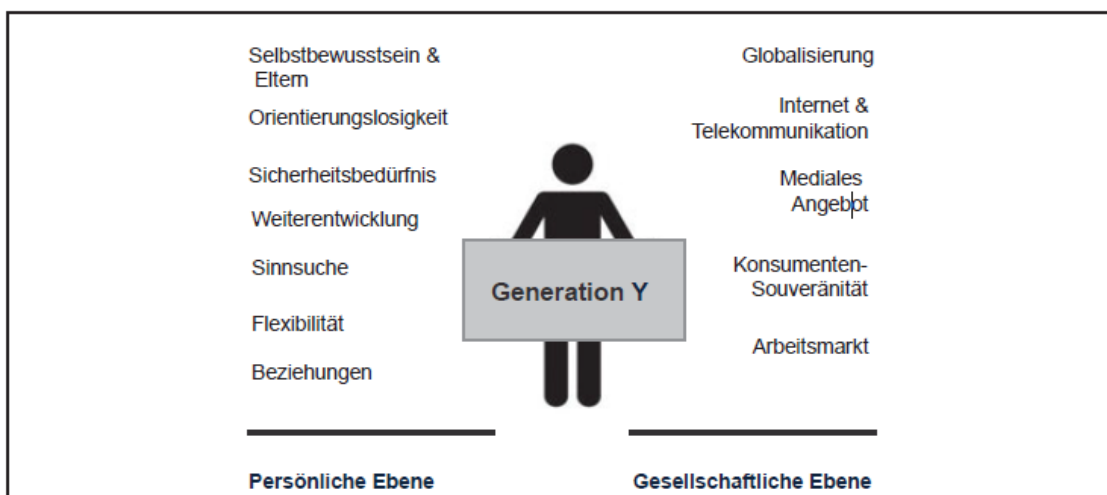 Selbstbewusstsein &
Eltern
Orientierungslosigkeit
Sicherheitsbedürfnis
Weiterentwicklung
Sinnsuche
Flexibilität
Beziehungen
Persönliche Ebene
Generation Y
Globalisierung
Internet &
Telekommunikation
Mediales
Angebot
Konsumenten-
Souveränität
Arbeitsmarkt
Gesellschaftliche Ebene